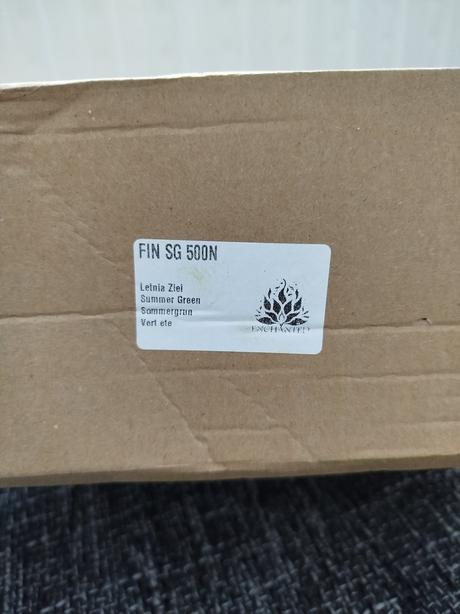 FIN SG 500N
Letnia Ziel
Summer Green
Sommergrun
Vert ete
ENCHANTED